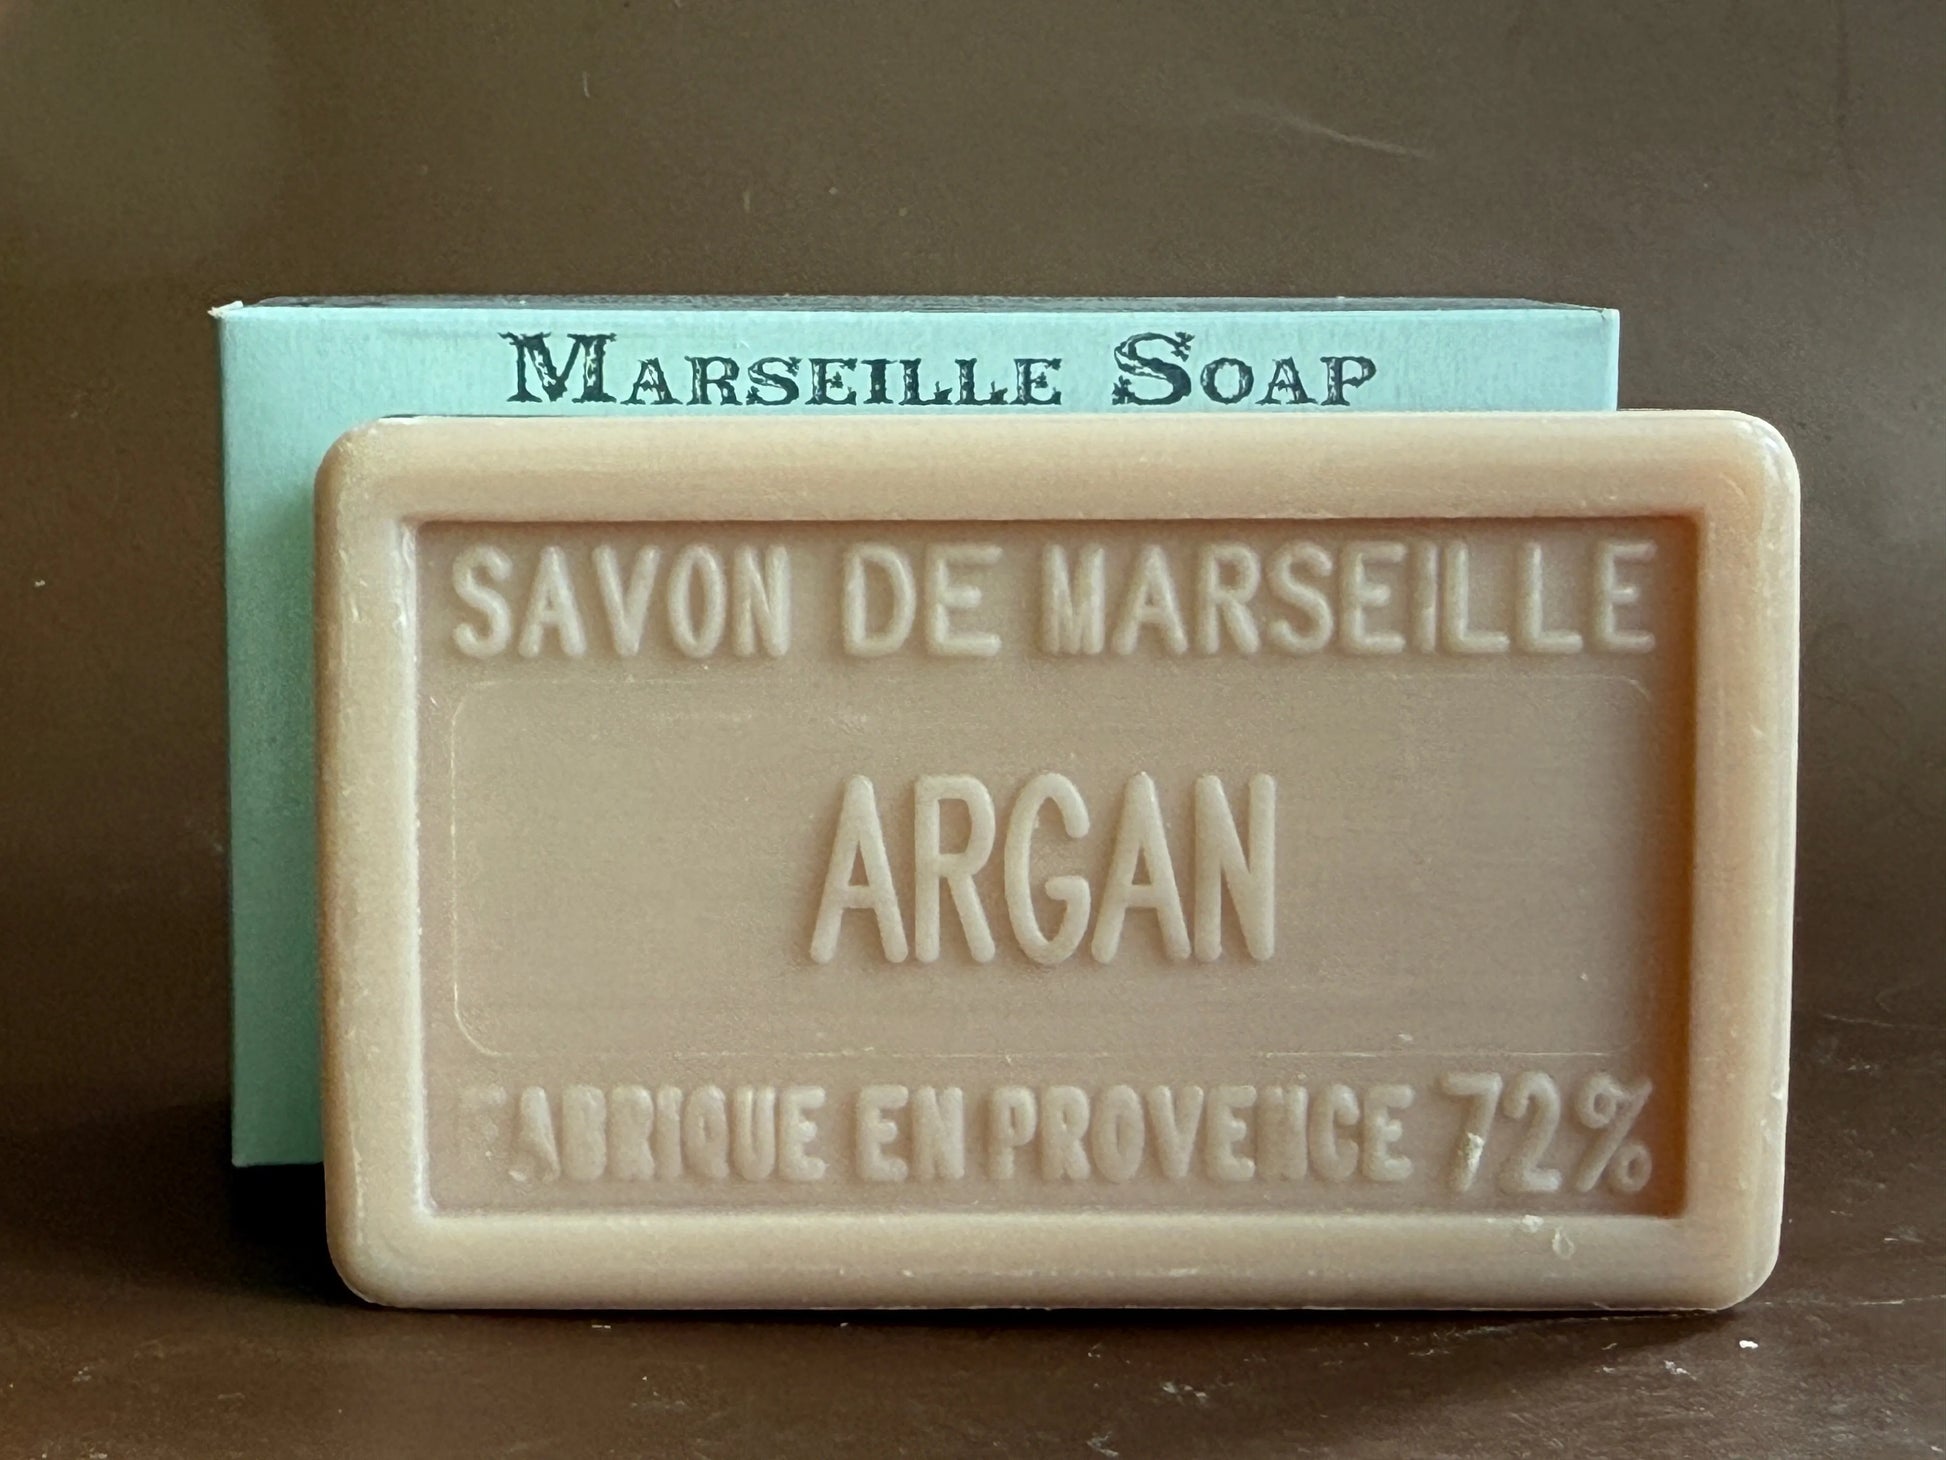 MARSEILLE SOAP
SAVON DE MARSEILLE
ARGAN
FABRIQUE EN PROVENCE 72%